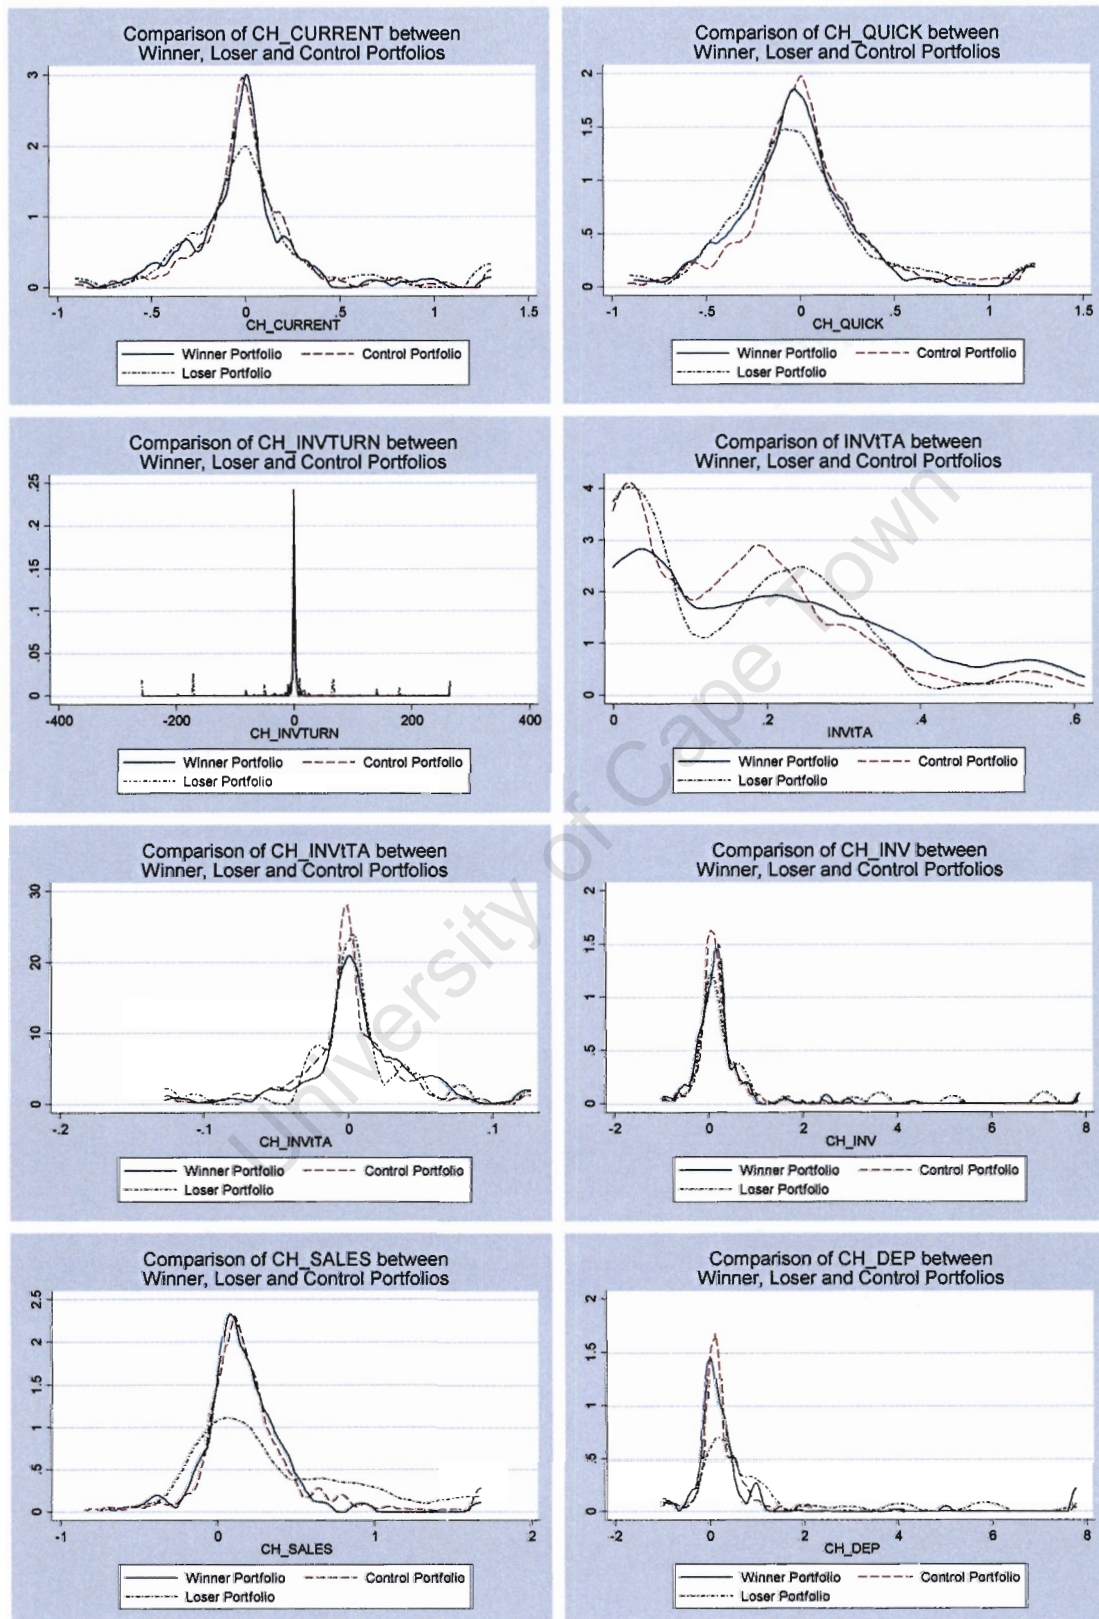 Comparison of CH_CURRENT between
Winner, Loser and Control Portfolios
3
2
1
0
-1
-.5
0
.5
1
1.5
CH_CURRENT
Winner Portfolio
Control Portfolio
Loser Portfolio
Comparison of CH_QUICK between
Winner, Loser and Control Portfolios
2
1.5
1
.5
0
-1
-.5
0
.5
1
1.5
CH_QUICK
Winner Portfolio
Control Portfolio
Loser Portfolio
Comparison of CH_INVTURN between
Winner, Loser and Control Portfolios
.25
.2
.15
.1
.05
0
-400
-200
0
200
400
CH_INVTURN
Winner Portfolio
Control Portfolio
Loser Portfolio
Comparison of INVtTA between
Winner, Loser and Control Portfolios
4
3
2
1
0
0
.2
.4
.6
INVtTA
Winner Portfolio
Control Portfolio
Loser Portfolio
Comparison of CH_INVtTA between
Winner, Loser and Control Portfolios
30
20
10
0
-.2
-.1
0
.1
CH_INVtTA
Winner Portfolio
Control Portfolio
Loser Portfolio
Comparison of CH_INV between
Winner, Loser and Control Portfolios
2
1.5
1
.5
0
-2
0
2
4
6
8
CH_INV
Winner Portfolio
Control Portfolio
Loser Portfolio
Comparison of CH_SALES between
Winner, Loser and Control Portfolios
2.5
2
1.5
1
.5
0
-1
0
1
2
CH_SALES
Winner Portfolio
Control Portfolio
Loser Portfolio
Comparison of CH_DEP between
Winner, Loser and Control Portfolios
2
1.5
1
.5
0
-2
0
2
4
6
8
CH_DEP
Winner Portfolio
Control Portfolio
Loser Portfolio
University of Cape Town